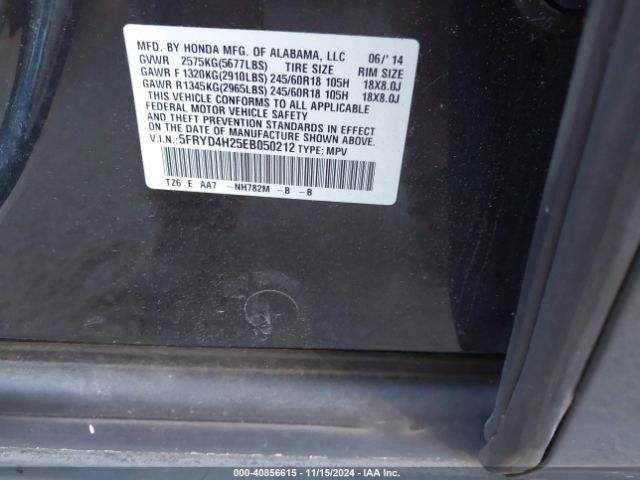 MFD. BY HONDA MFG. OF ALABAMA, LLC 06/'14
GVWR 2575KG(5677LBS) TIRE SIZE RIM SIZE
GAWR F 1320KG(2910LBS) 245/60R18 105H 18X8.0J
GAWR R1345KG(2965LBS) 245/60R18 105H 18X8.0J
THIS VEHICLE CONFORMS TO ALL APPLICABLE
FEDERAL MOTOR VEHICLE SAFETY
AND THEFT PREVENTION STANDARDS IN EFFECT
ON THE DATE OF MANUFACTURE SHOWN ABOVE.
V.I.N.:5FRYD4H25EB050212 TYPE: MPV
TZ6 E AA7 -NH782M -B -B
000-40856615 - 11/15/2024 - IAA Inc.